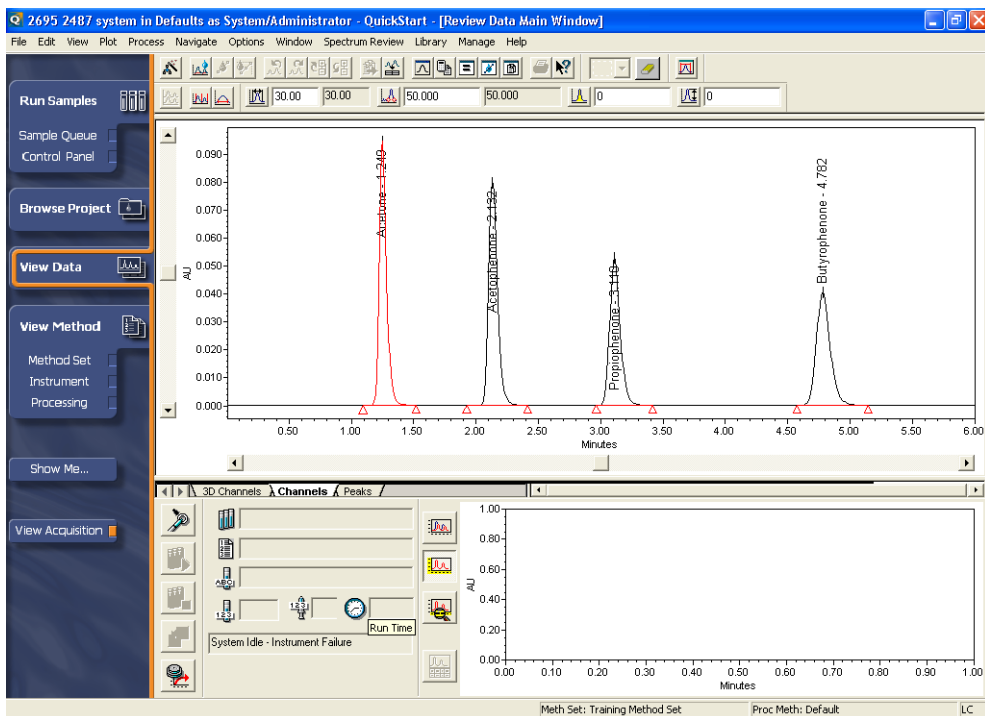 2695 2487 system in Defaults as System/Administrator - QuickStart - [Review Data Main Window]
File Edit View Plot Process Navigate Options Window Spectrum Review Library Manage Help
30.00 30.00 50.000 50.000 0 0
Run Samples
Sample Queue
Control Panel
Browse Project
View Data
View Method
Method Set
Instrument
Processing
Show Me...
View Acquisition
AU
0.090
0.080
0.070
0.060
0.050
0.040
0.030
0.020
0.010
0.000
Acetone - 1.249
Acetophenone - 2.132
Propiophenone - 3.113
Butyrophenone - 4.782
0.50 1.00 1.50 2.00 2.50 3.00 3.50 4.00 4.50 5.00 5.50 6.00
Minutes
3D Channels Channels Peaks
ABC
123 123
Run Time
System Idle - Instrument Failure
AU
1.00
0.80
0.60
0.40
0.20
0.00
0.00 0.10 0.20 0.30 0.40 0.50 0.60 0.70 0.80 0.90 1.00
Minutes
Meth Set: Training Method Set Proc Meth: Default LC